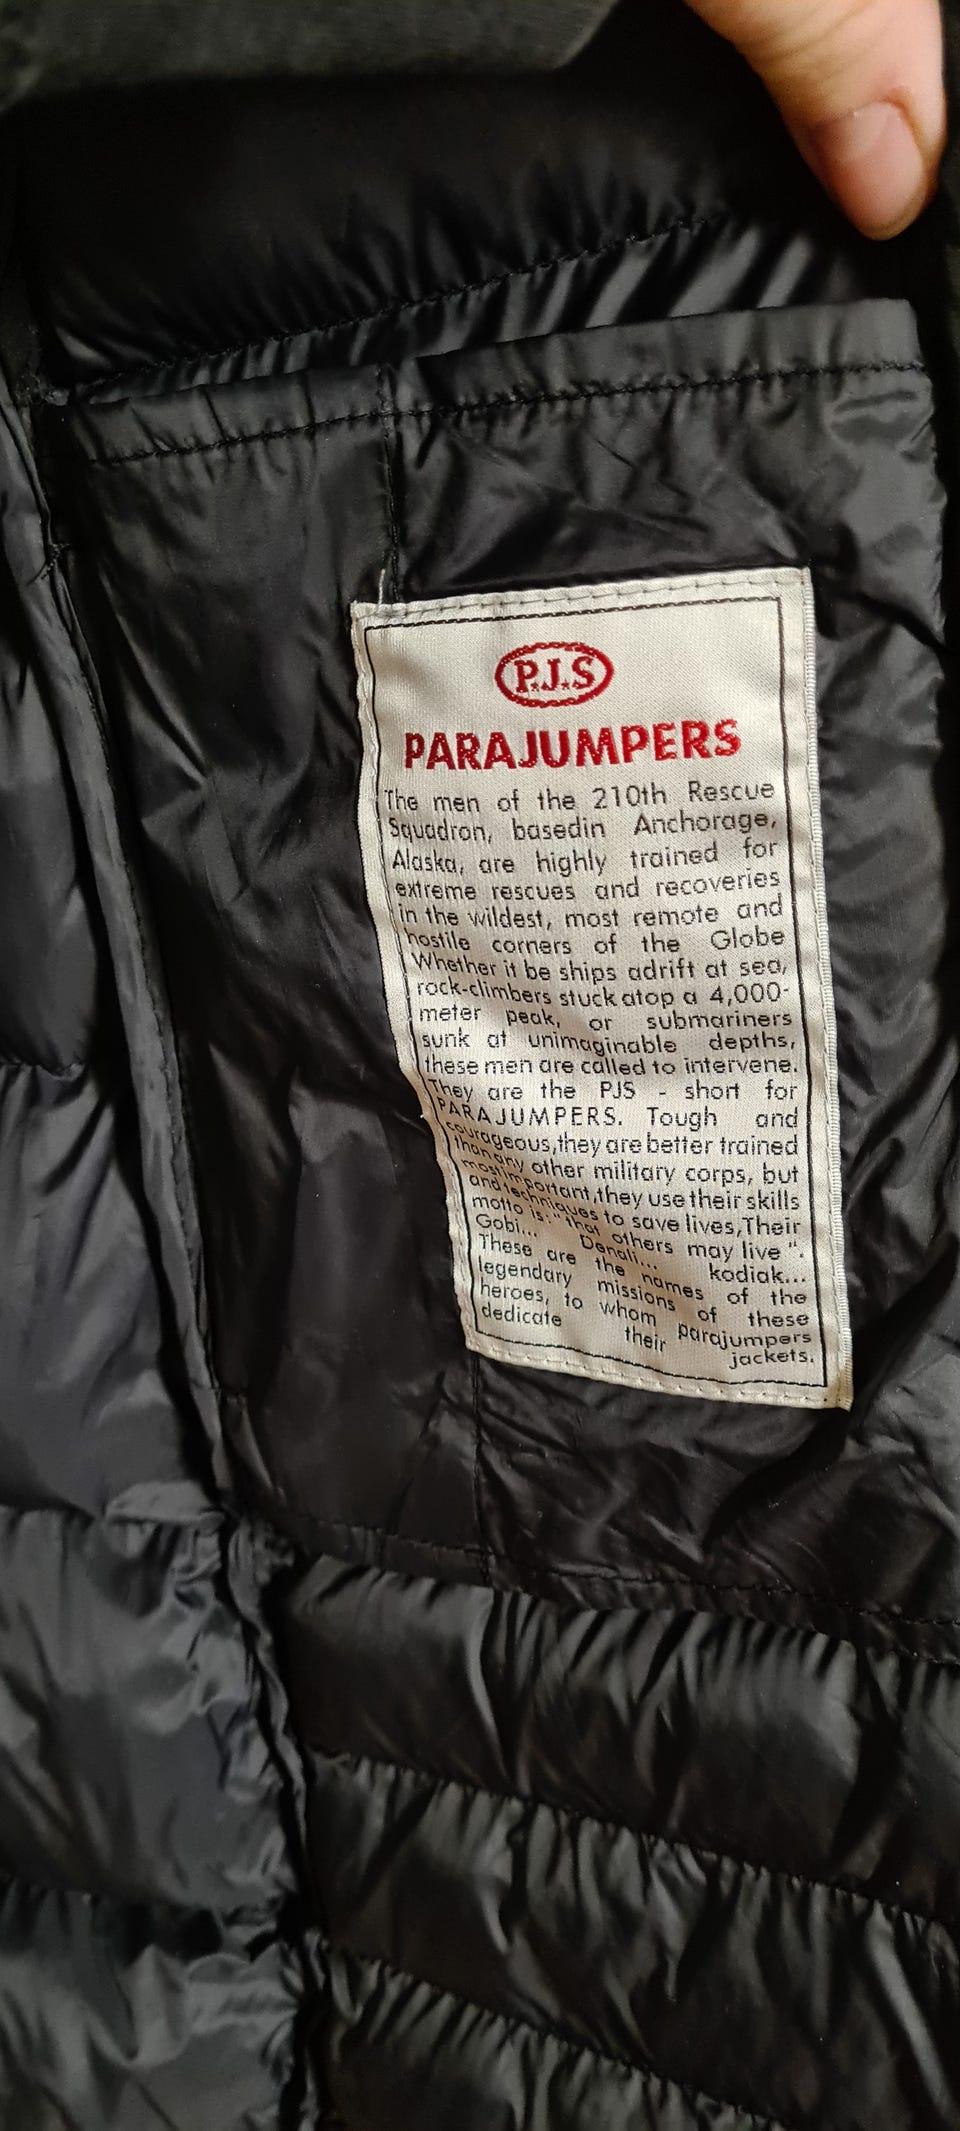 P.J.S
PARAJUMPERS
The men of the 210th Rescue
Squadron, basedin Anchorage,
Alaska, are highly trained for
extreme rescues and recoveries
in the wildest, most remote and
hostile corners of the Globe
Whether it be ships adrift at sea,
rock-climbers stuck atop a 4,000-
meter peak, or submariners
sunk at unimaginable depths,
these men are called to intervene.
They are the PJS - short for
PARAJUMPERS. Tough and
courageous,they are better trained
than any other military corps, but
most important,they use their skills
and techniques to save lives,Their
motto is:"that others may live".
Gobi... Denali... kodiak...
These are the names of the
legendary missions of these
heroes, to whom parajumpers
dedicate their jackets.